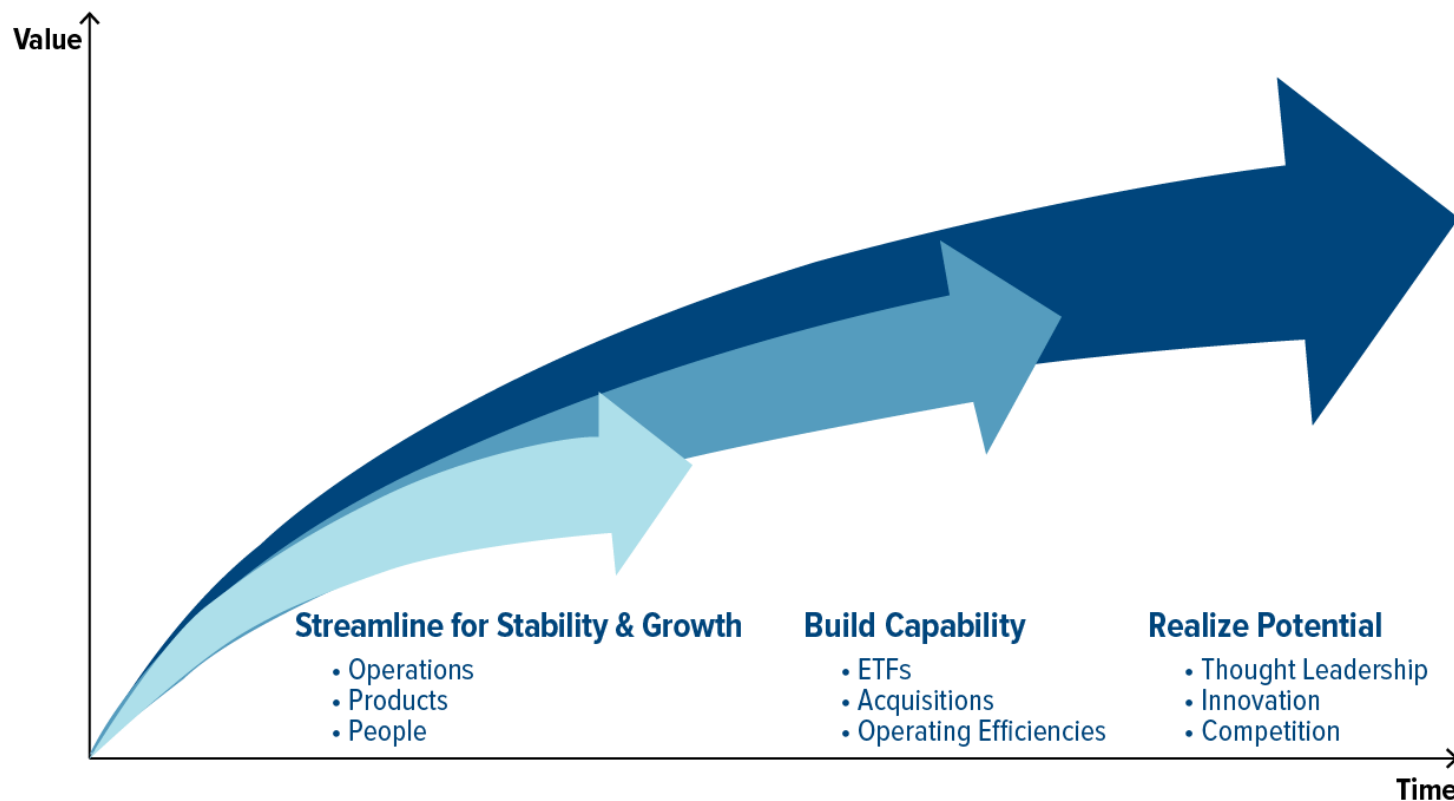 Value
Streamline for Stability & Growth
• Operations
• Products
• People
Build Capability
• ETFs
• Acquisitions
• Operating Efficiencies
Realize Potential
• Thought Leadership
• Innovation
• Competition
Time